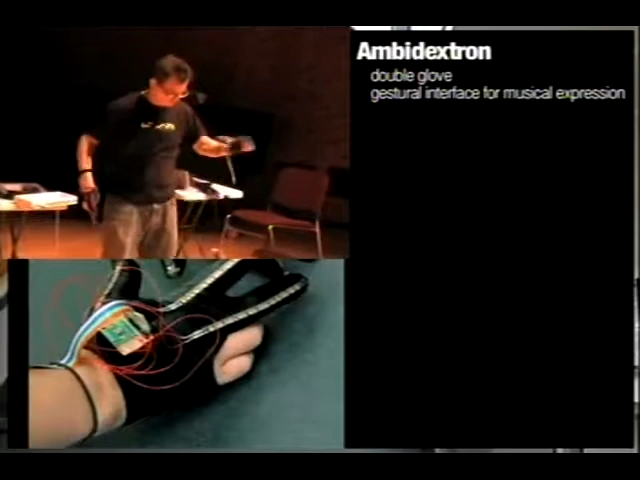 Ambidextron
double glove
gestural interface for musical expression